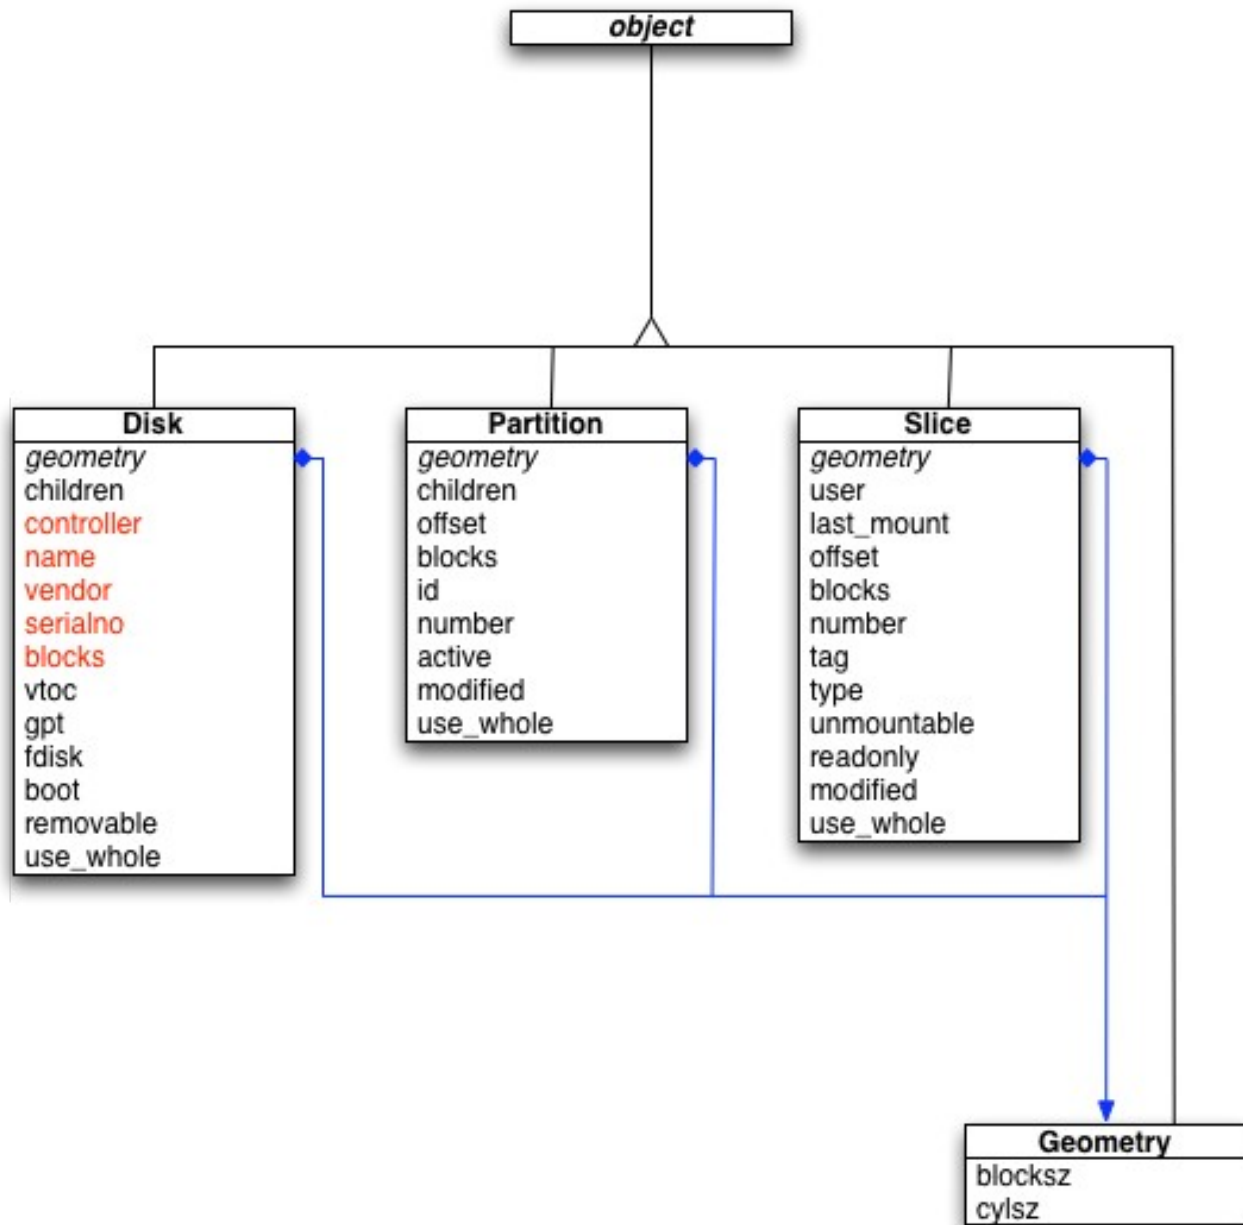 object
Disk
geometry
children
controller
name
vendor
serialno
blocks
vtoc
gpt
fdisk
boot
removable
use_whole
Partition
geometry
children
offset
blocks
id
number
active
modified
use_whole
Slice
geometry
user
last_mount
offset
blocks
number
tag
type
unmountable
readonly
modified
use_whole
Geometry
blocksz
cylsz